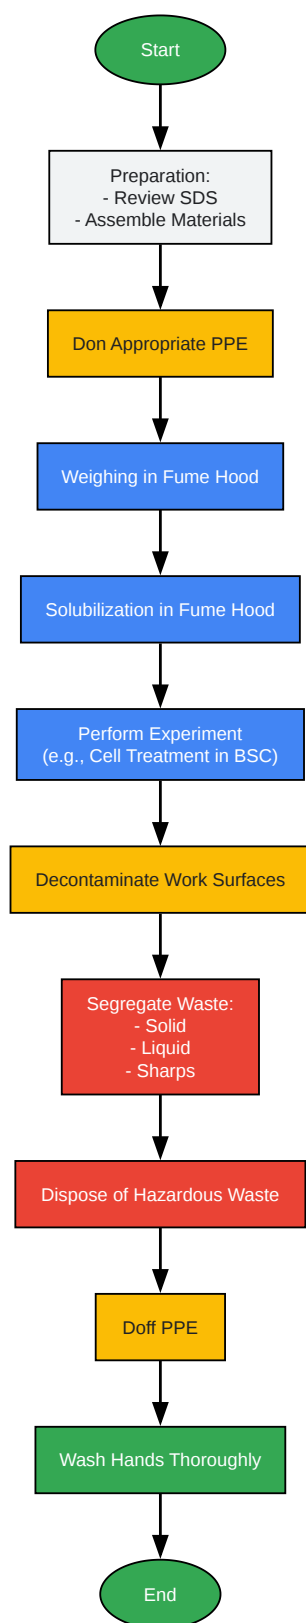 Start
Preparation:
- Review SDS
- Assemble Materials
Don Appropriate PPE
Weighing in Fume Hood
Solubilization in Fume Hood
Perform Experiment
(e.g., Cell Treatment in BSC)
Decontaminate Work Surfaces
Segregate Waste:
- Solid
- Liquid
- Sharps
Dispose of Hazardous Waste
Doff PPE
Wash Hands Thoroughly
End